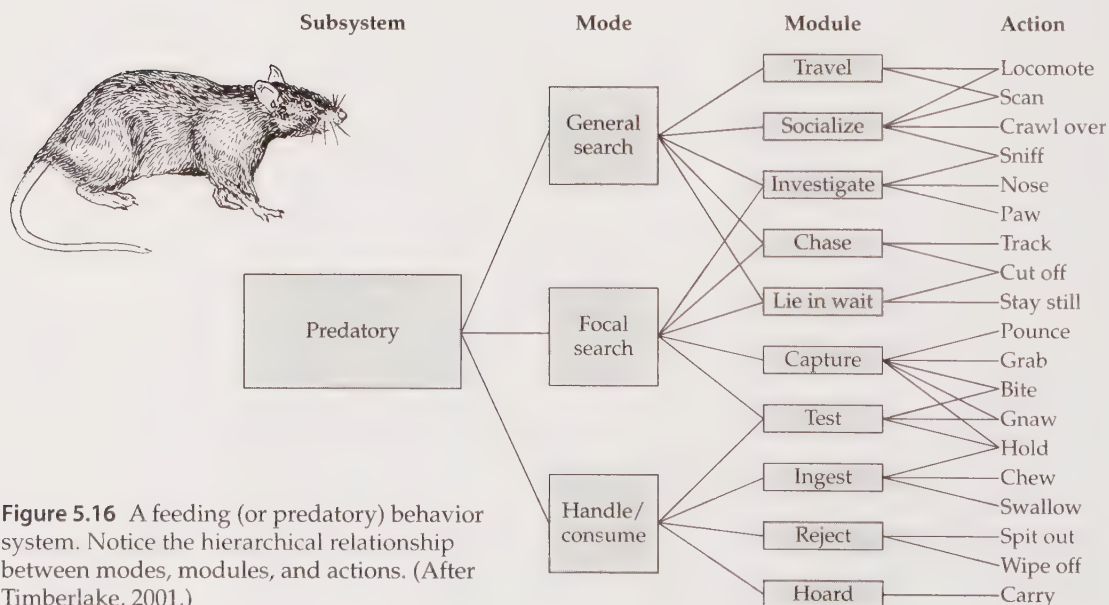 Subsystem
Mode
Module
Action
Predatory
General
search
Focal
search
Handle/
consume
Travel
Socialize
Investigate
Chase
Lie in wait
Capture
Test
Ingest
Reject
Hoard
Locomote
Scan
Crawl over
Sniff
Nose
Paw
Track
Cut off
Stay still
Pounce
Grab
Bite
Gnaw
Hold
Chew
Swallow
Spit out
Wipe off
Carry
Figure 5.16 A feeding (or predatory) behavior
system. Notice the hierarchical relationship
between modes, modules, and actions. (After
Timberlake, 2001.)